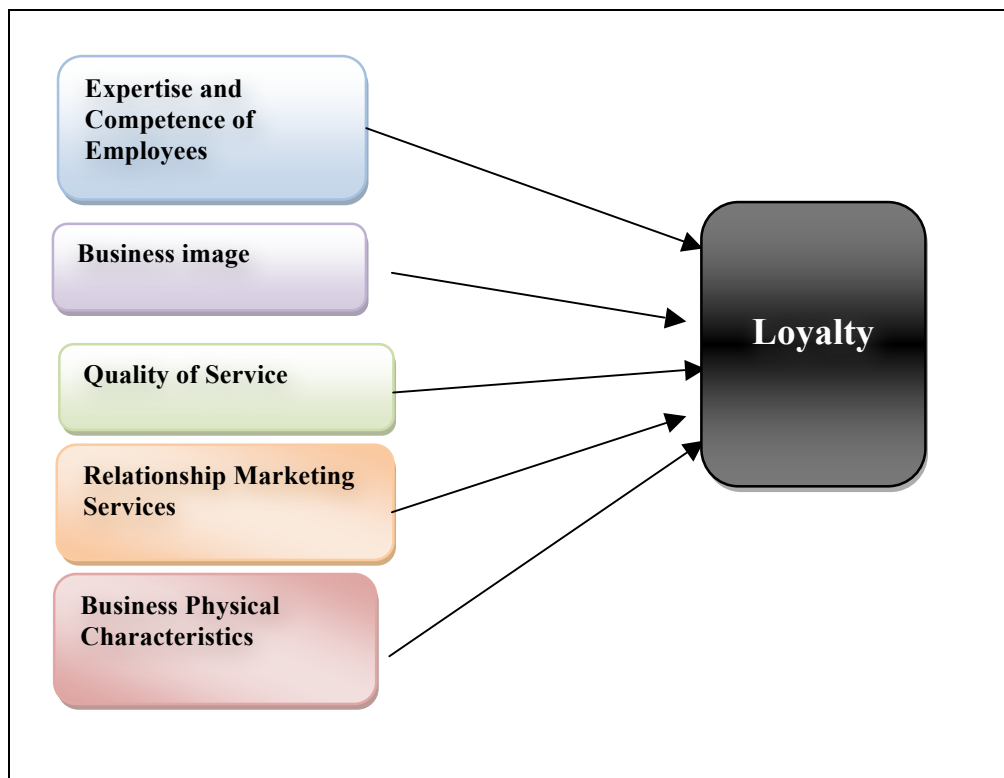 Expertise and
Competence of
Employees
Business image
Quality of Service
Relationship Marketing
Services
Business Physical
Characteristics
Loyalty